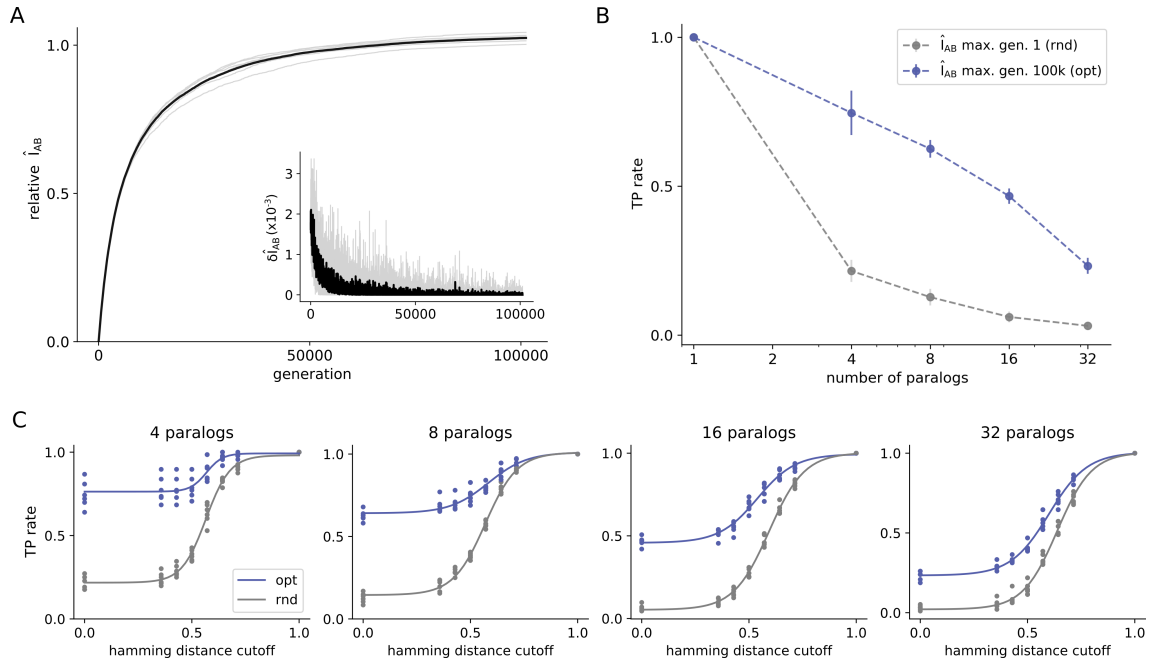 A
1.0
0.5
0.0
relative Î_AB
0
50000
100000
generation
3
2
1
0
δÎ_AB (x10⁻³)
0
50000
100000
B
1.0
0.5
0.0
TP rate
1
2
4
8
16
32
number of paralogs
Î_AB max. gen. 1 (rnd)
Î_AB max. gen. 100k (opt)
C
4 paralogs
1.0
0.5
0.0
TP rate
opt
rnd
0.0
0.5
1.0
hamming distance cutoff
8 paralogs
1.0
0.5
0.0
0.0
0.5
1.0
hamming distance cutoff
16 paralogs
1.0
0.5
0.0
0.0
0.5
1.0
hamming distance cutoff
32 paralogs
1.0
0.5
0.0
0.0
0.5
1.0
hamming distance cutoff